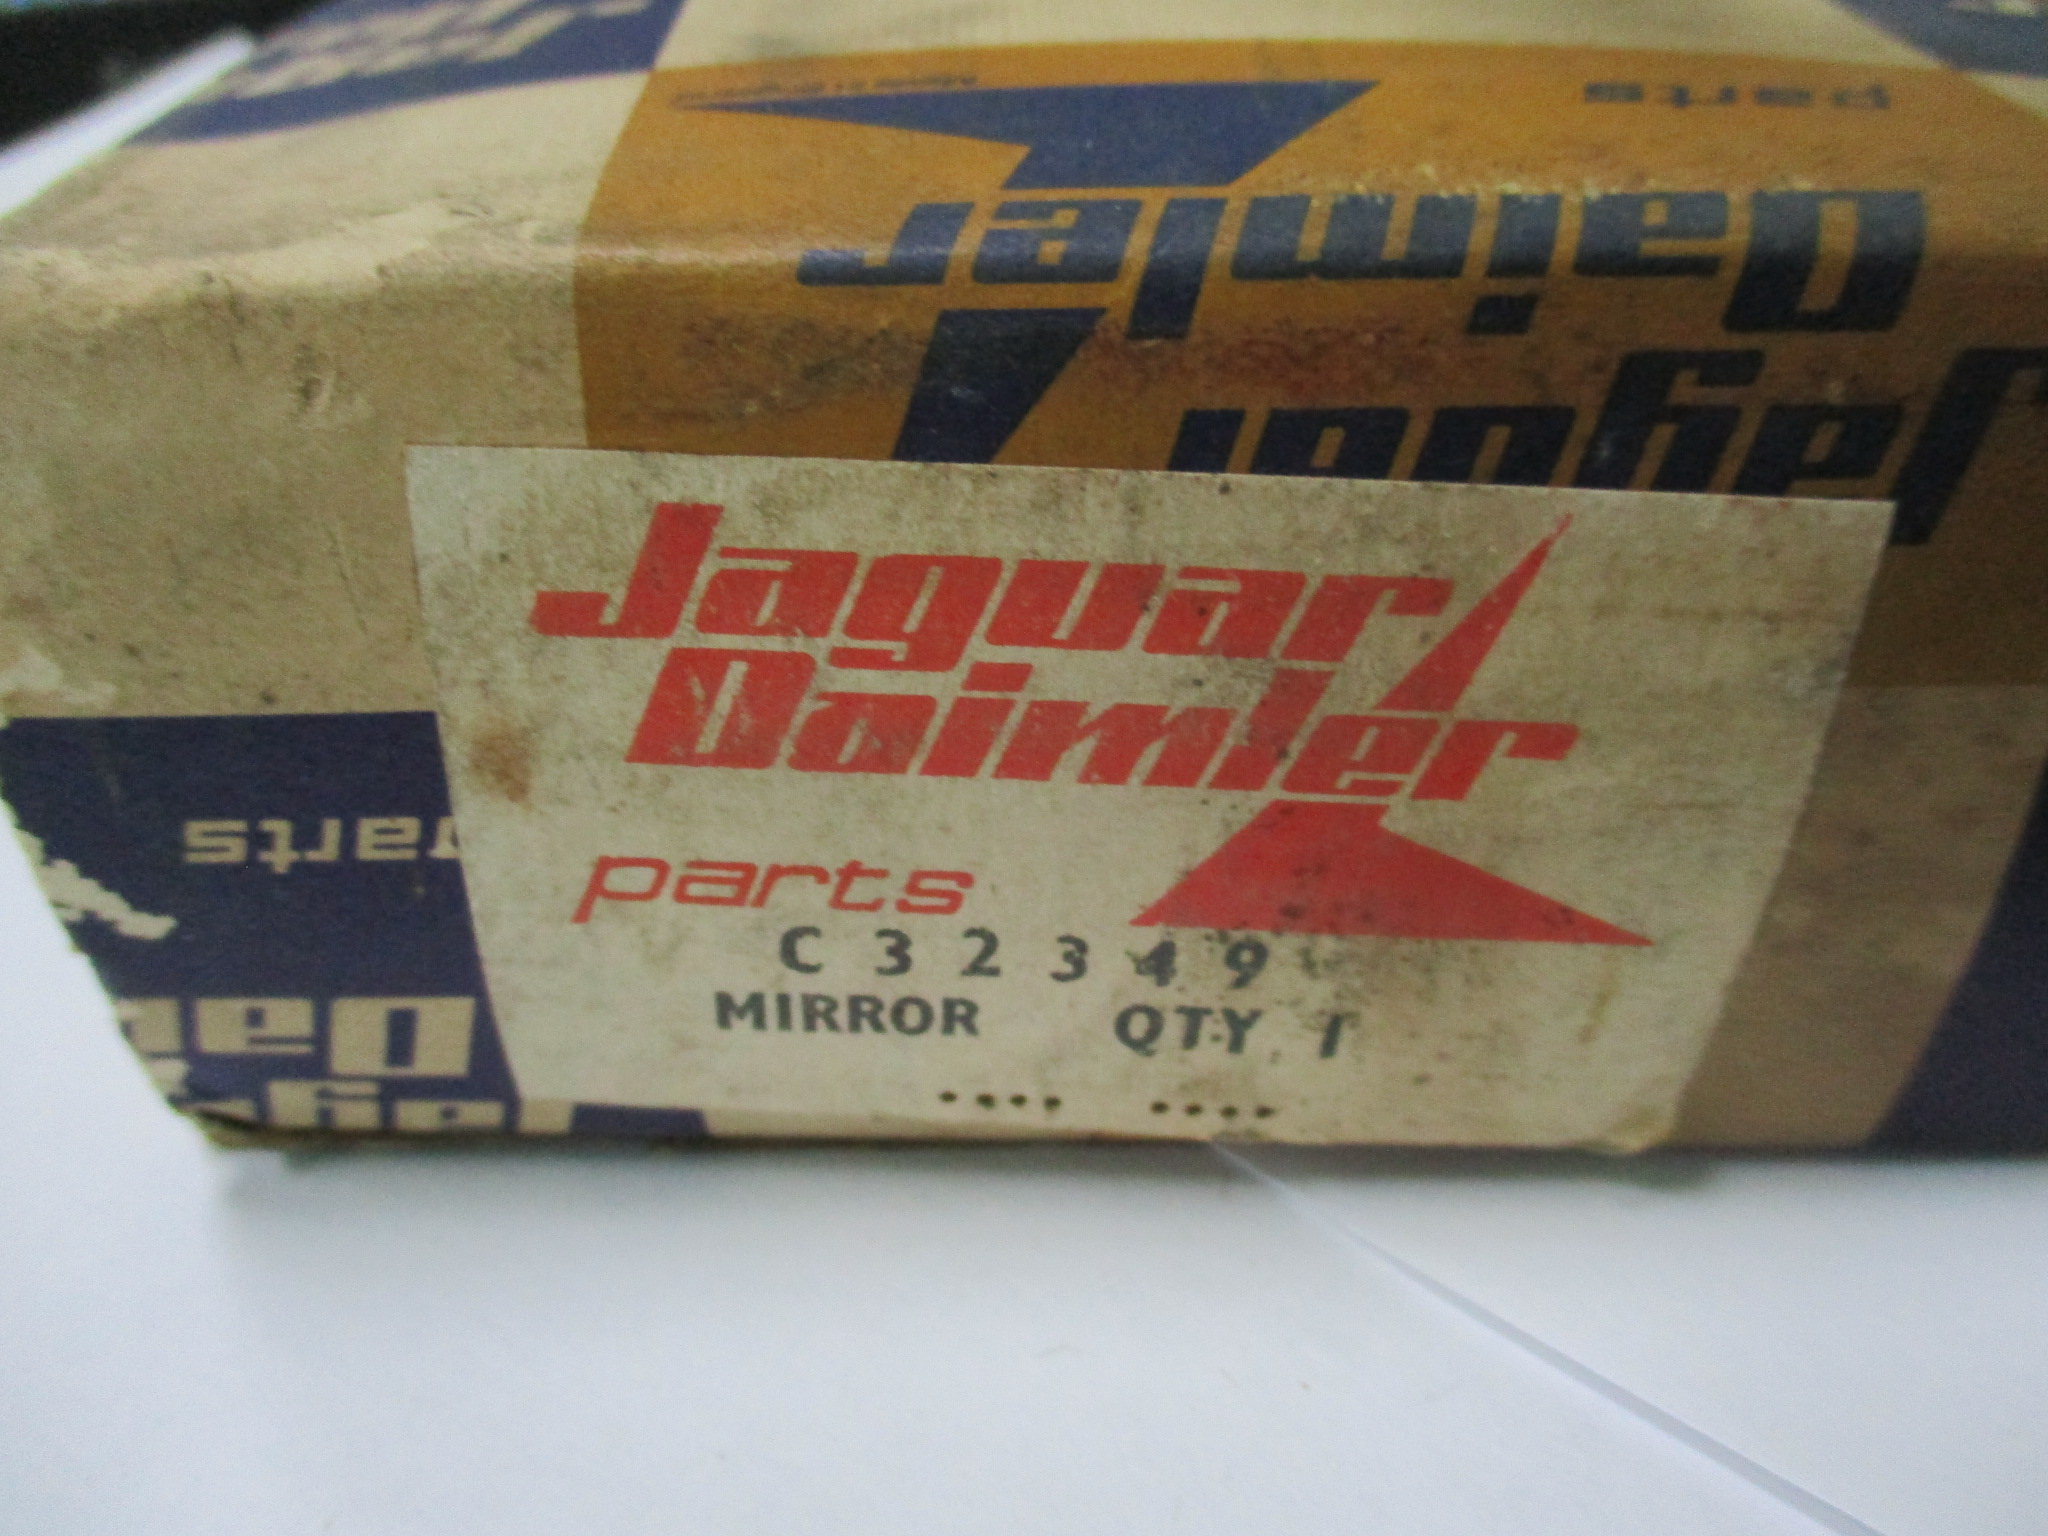 parts
Daimler
Jaguar
Jaguar
Daimler
parts
C 32349
MIRROR QTY 1
parts